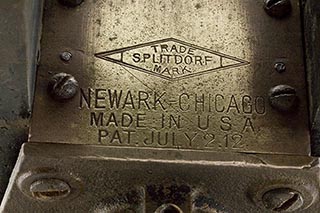 TRADE
SPLITDORF
MARK
NEWARK-CHICAGO
MADE IN U.S.A.
PAT. JULY 2.12